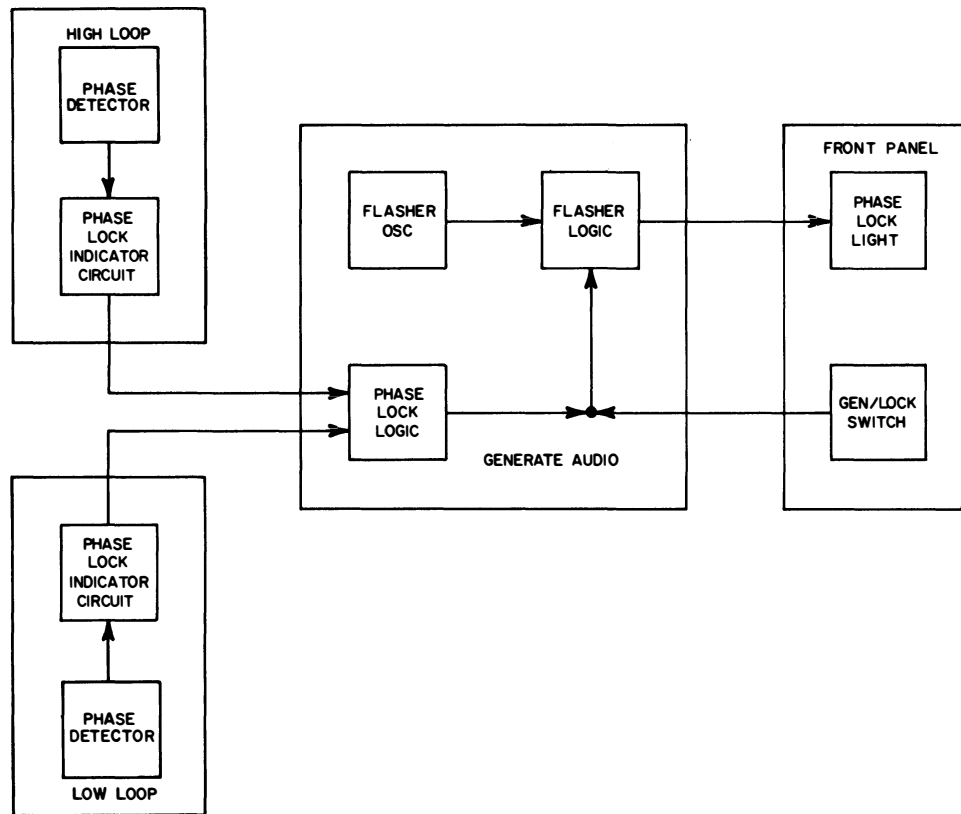 HIGH LOOP
PHASE
DETECTOR
PHASE
LOCK
INDICATOR
CIRCUIT
FLASHER
OSC
FLASHER
LOGIC
FRONT PANEL
PHASE
LOCK
LIGHT
PHASE
LOCK
LOGIC
GENERATE AUDIO
GEN/LOCK
SWITCH
PHASE
LOCK
INDICATOR
CIRCUIT
PHASE
DETECTOR
LOW LOOP